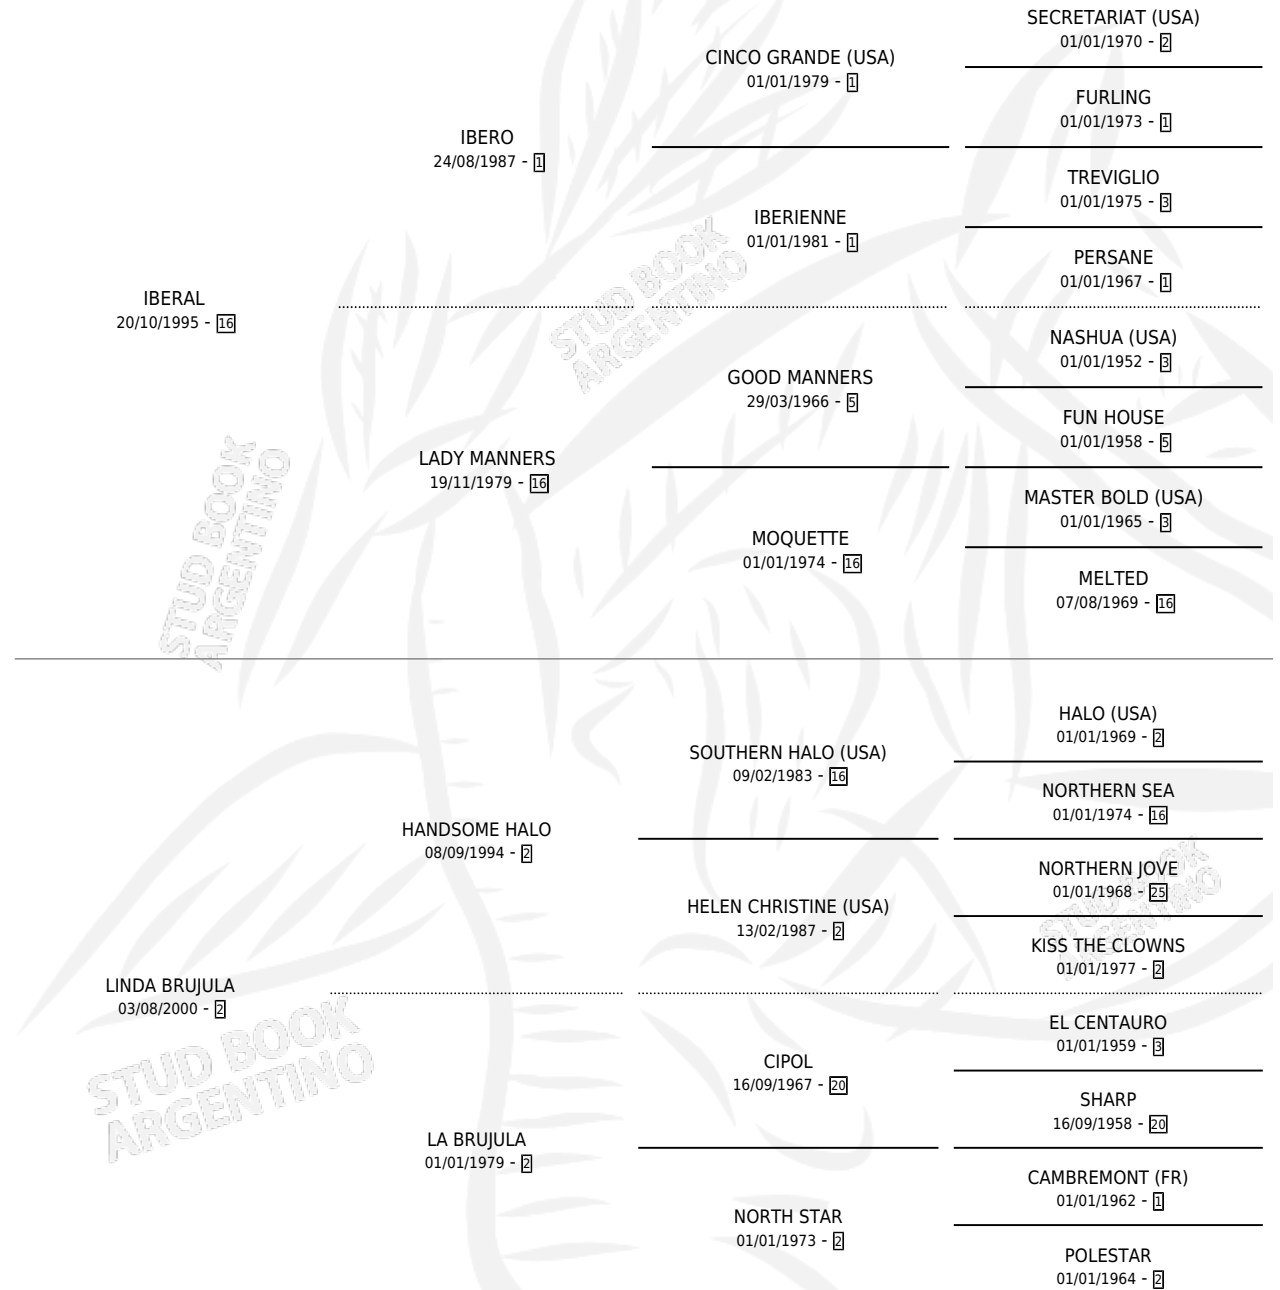 SECRETARIAT (USA)
01/01/1970 - 2
CINCO GRANDE (USA)
01/01/1979 - 1
FURLING
01/01/1973 - 1
IBERO
24/08/1987 - 1
TREVIGLIO
01/01/1975 - 3
IBERIENNE
01/01/1981 - 1
PERSANE
01/01/1967 - 1
IBERAL
20/10/1995 - 16
STUD BOOK
ARGENTINO
NASHUA (USA)
01/01/1952 - 3
GOOD MANNERS
29/03/1966 - 5
FUN HOUSE
01/01/1958 - 5
LADY MANNERS
19/11/1979 - 16
MASTER BOLD (USA)
01/01/1965 - 3
MOQUETTE
01/01/1974 - 16
MELTED
07/08/1969 - 16
STUD BOOK
ARGENTINO
HALO (USA)
01/01/1969 - 2
SOUTHERN HALO (USA)
09/02/1983 - 16
NORTHERN SEA
01/01/1974 - 16
HANDSOME HALO
08/09/1994 - 2
NORTHERN JOVE
01/01/1968 - 25
HELEN CHRISTINE (USA)
13/02/1987 - 2
STUD BOOK
ARGENTINO
KISS THE CLOWNS
01/01/1977 - 2
LINDA BRUJULA
03/08/2000 - 2
EL CENTAURO
01/01/1959 - 3
STUD BOOK
ARGENTINO
CIPOL
16/09/1967 - 20
SHARP
16/09/1958 - 20
LA BRUJULA
01/01/1979 - 2
CAMBREMONT (FR)
01/01/1962 - 1
NORTH STAR
01/01/1973 - 2
POLESTAR
01/01/1964 - 2